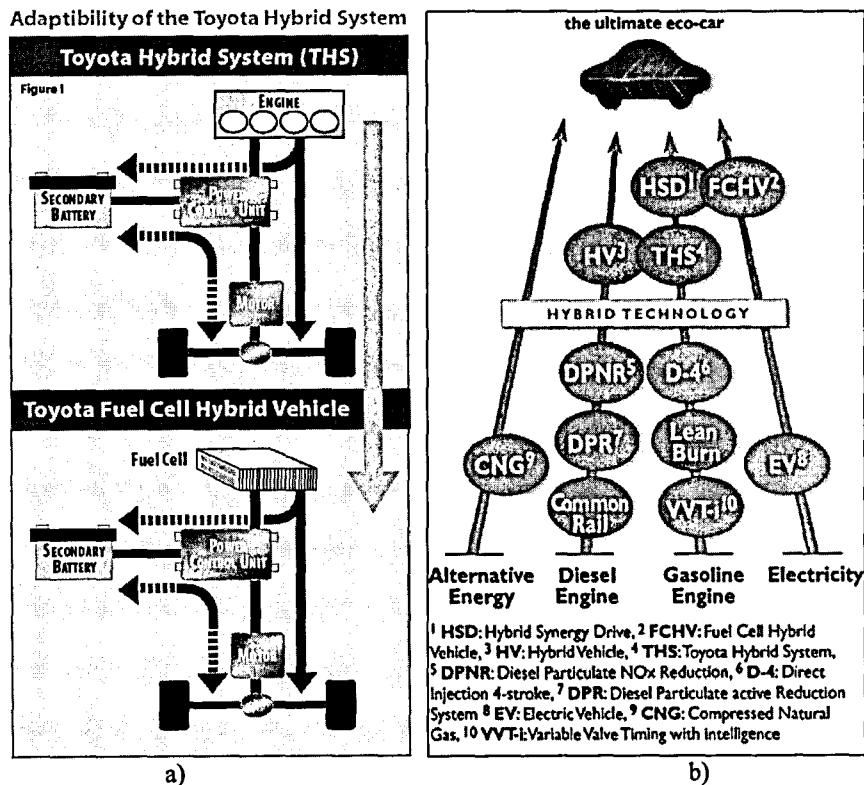 Adaptibility of the Toyota Hybrid System
Toyota Hybrid System (THS)
Figure 1
ENGINE
SECONDARY
BATTERY
Power
Control Unit
Motor
Toyota Fuel Cell Hybrid Vehicle
Fuel Cell
SECONDARY
BATTERY
Power
Control Unit
Motor
a)
the ultimate eco-car
HSD1
FCHV2
HV3
THS4
HYBRID TECHNOLOGY
DPNR5
D-46
DPR7
Lean
Burn
CNG9
EV8
Common
Rail
VVT-i10
Alternative
Energy
Diesel
Engine
Gasoline
Engine
Electricity
1 HSD: Hybrid Synergy Drive, 2 FCHV: Fuel Cell Hybrid
Vehicle, 3 HV: Hybrid Vehicle, 4 THS: Toyota Hybrid System,
5 DPNR: Diesel Particulate NOx Reduction, 6 D-4: Direct
Injection 4-stroke, 7 DPR: Diesel Particulate active Reduction
System 8 EV: Electric Vehicle, 9 CNG: Compressed Natural
Gas, 10 VVT-i: Variable Valve Timing with intelligence
b)